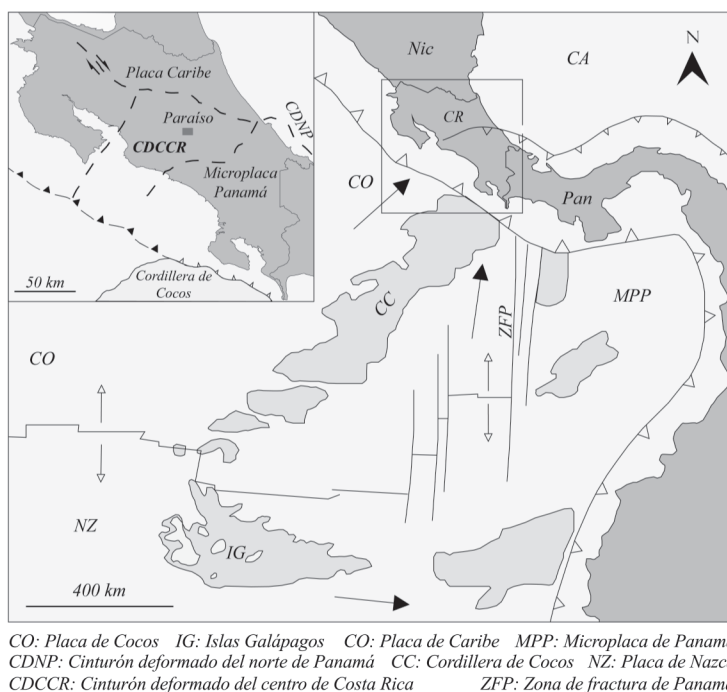 Placa Caribe
Paraíso
CDNP
CDCCR
Microplaca
Panamá
50 km
Cordillera de
Cocos
Nic
CA
N
CR
CO
Pan
CC
ZFP
MPP
CO
NZ
IG
400 km
CO: Placa de Cocos IG: Islas Galápagos CO: Placa de Caribe MPP: Microplaca de Panam
CDNP: Cinturón deformado del norte de Panamá CC: Cordillera de Cocos NZ: Placa de Nazc
CDCCR: Cinturón deformado del centro de Costa Rica ZFP: Zona de fractura de Panam